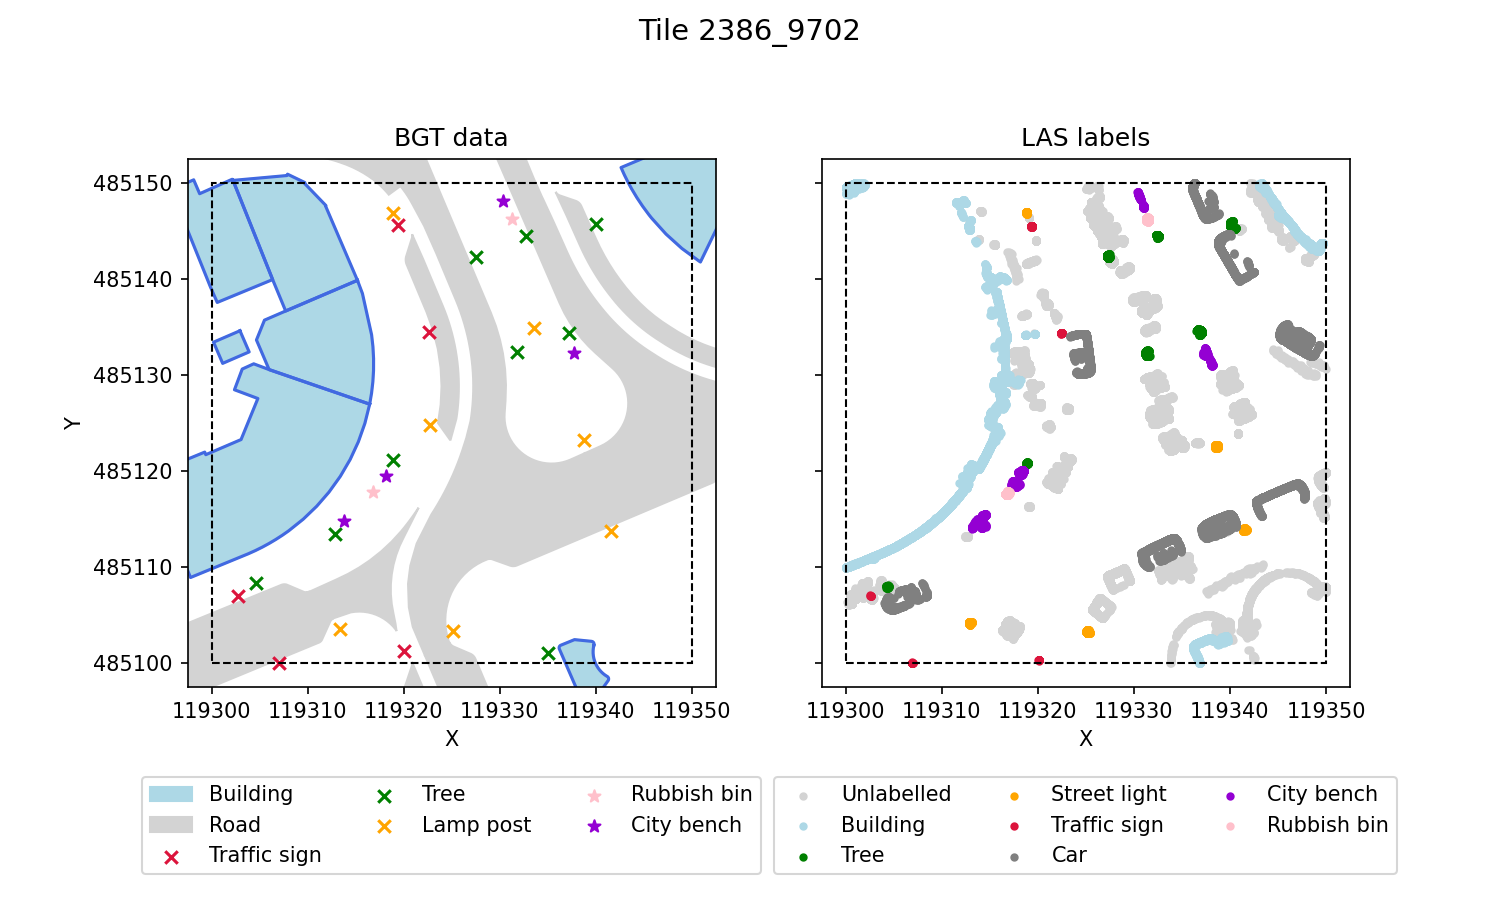 Tile 2386_9702
BGT data
LAS labels
485150
485140
485130
485120
485110
485100
Y
119300 119310 119320 119330 119340 119350
X
119300 119310 119320 119330 119340 119350
X
Building Tree Rubbish bin
Road Lamp post City bench
Traffic sign
Unlabelled Street light City bench
Building Traffic sign Rubbish bin
Tree Car